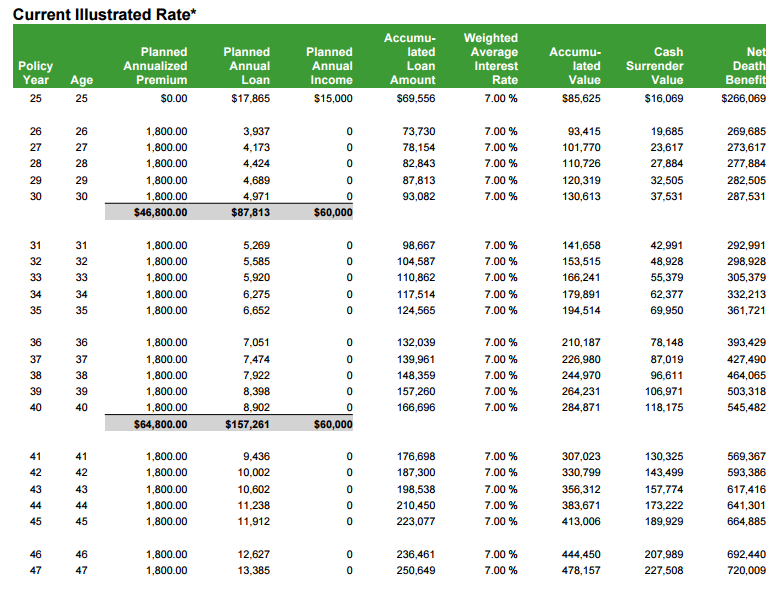 Current Illustrated Rate*
Accumu- Weighted
Planned Planned Planned lated Average Accumu- Cash Net
Policy Annualized Annual Annual Loan Interest lated Surrender Death
Year Age Premium Loan Income Amount Rate Value Value Benefit
25 25 $0.00 $17,865 $15,000 $69,556 7.00 % $85,625 $16,069 $266,069
26 26 1,800.00 3,937 0 73,730 7.00 % 93,415 19,685 269,685
27 27 1,800.00 4,173 0 78,154 7.00 % 101,770 23,617 273,617
28 28 1,800.00 4,424 0 82,843 7.00 % 110,726 27,884 277,884
29 29 1,800.00 4,689 0 87,813 7.00 % 120,319 32,505 282,505
30 30 1,800.00 4,971 0 93,082 7.00 % 130,613 37,531 287,531
$46,800.00 $87,813 $60,000
31 31 1,800.00 5,269 0 98,667 7.00 % 141,658 42,991 292,991
32 32 1,800.00 5,585 0 104,587 7.00 % 153,515 48,928 298,928
33 33 1,800.00 5,920 0 110,862 7.00 % 166,241 55,379 305,379
34 34 1,800.00 6,275 0 117,514 7.00 % 179,891 62,377 332,213
35 35 1,800.00 6,652 0 124,565 7.00 % 194,514 69,950 361,721
36 36 1,800.00 7,051 0 132,039 7.00 % 210,187 78,148 393,429
37 37 1,800.00 7,474 0 139,961 7.00 % 226,980 87,019 427,490
38 38 1,800.00 7,922 0 148,359 7.00 % 244,970 96,611 464,065
39 39 1,800.00 8,398 0 157,260 7.00 % 264,231 106,971 503,318
40 40 1,800.00 8,902 0 166,696 7.00 % 284,871 118,175 545,482
$64,800.00 $157,261 $60,000
41 41 1,800.00 9,436 0 176,698 7.00 % 307,023 130,325 569,367
42 42 1,800.00 10,002 0 187,300 7.00 % 330,799 143,499 593,386
43 43 1,800.00 10,602 0 198,538 7.00 % 356,312 157,774 617,416
44 44 1,800.00 11,238 0 210,450 7.00 % 383,671 173,222 641,301
45 45 1,800.00 11,912 0 223,077 7.00 % 413,006 189,929 664,885
46 46 1,800.00 12,627 0 236,461 7.00 % 444,450 207,989 692,440
47 47 1,800.00 13,385 0 250,649 7.00 % 478,157 227,508 720,009